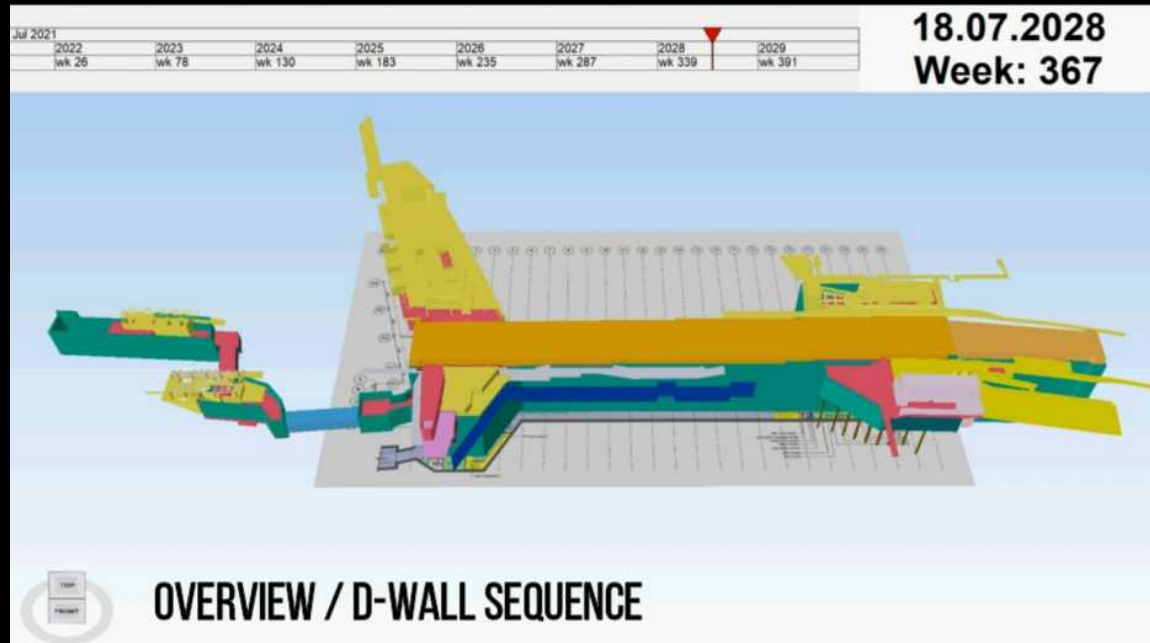 Jul 2021
2022 2023 2024 2025 2026 2027 2028 2029
wk 26 wk 78 wk 130 wk 183 wk 235 wk 287 wk 339 wk 391
18.07.2028
Week: 367
TOP
FRONT
OVERVIEW / D-WALL SEQUENCE